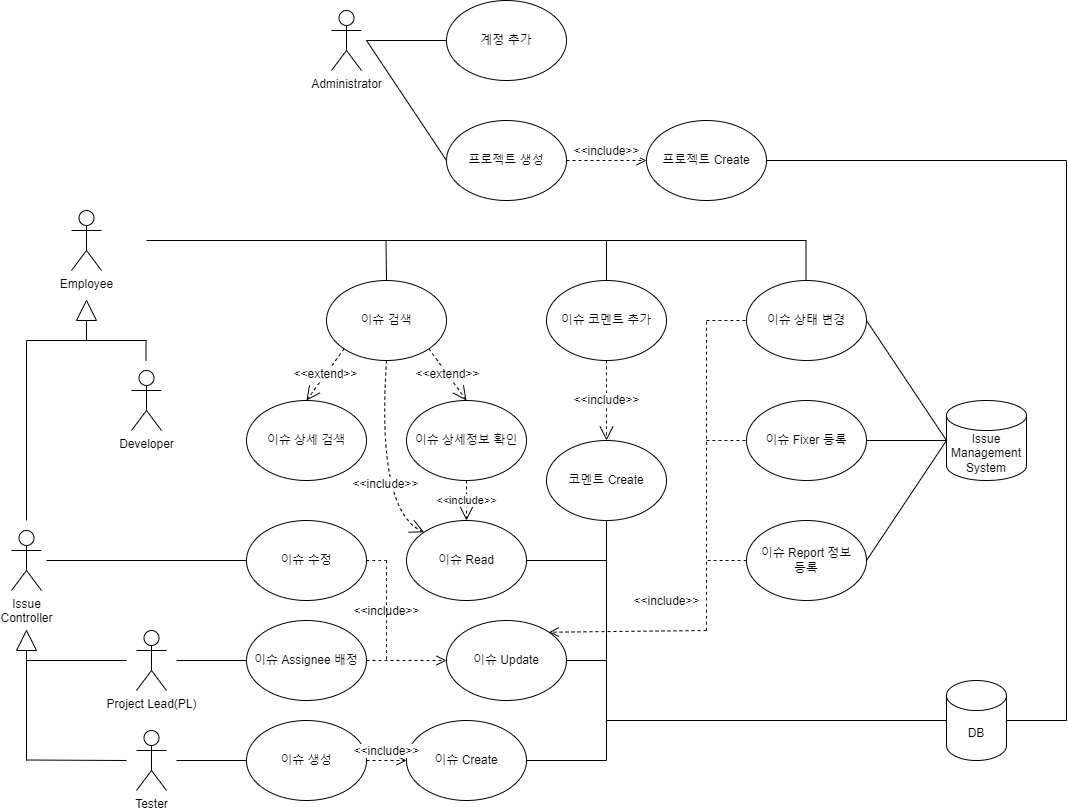 계정 추가
Administrator
프로젝트 생성
<<include>>
프로젝트 Create
Employee
이슈 검색
이슈 코멘트 추가
이슈 상태 변경
<<extend>>
<<extend>>
<<include>>
Developer
이슈 상세 검색
이슈 상세정보 확인
이슈 Fixer 등록
Issue
Management
System
<<include>>
<<include>>
코멘트 Create
이슈 수정
이슈 Read
이슈 Report 정보
등록
Issue
Controller
<<include>>
<<include>>
Project Lead(PL)
이슈 Assignee 배정
이슈 Update
DB
Tester
이슈 생성
<<include>>
이슈 Create